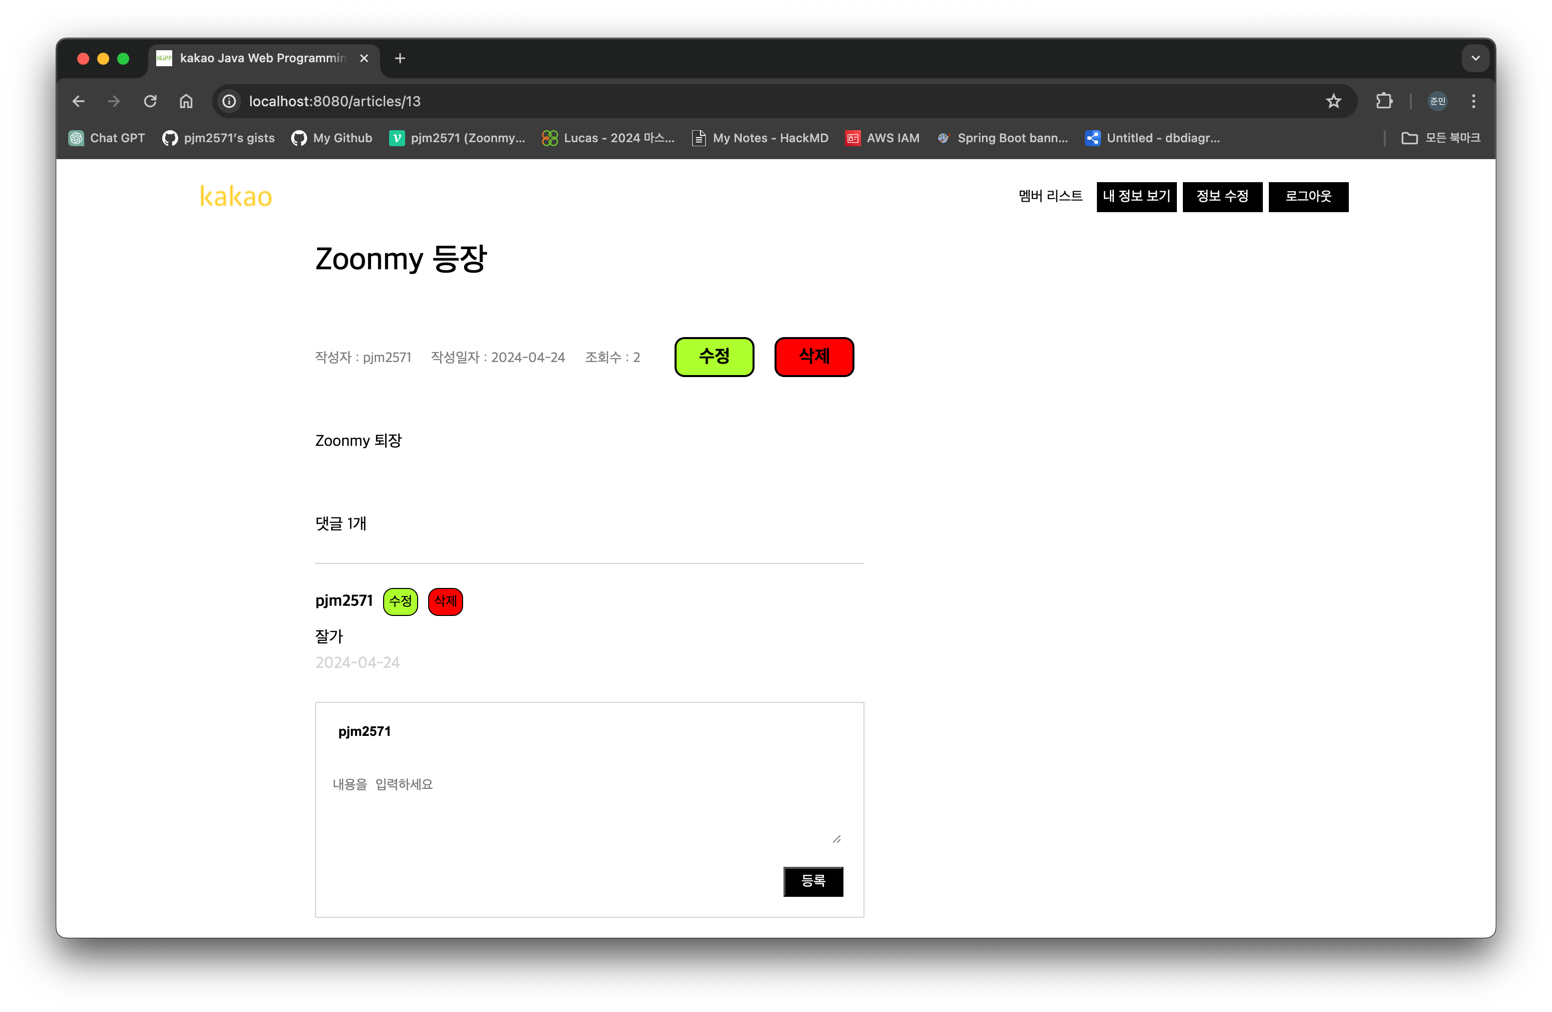 kakao Java Web Programmin
localhost:8080/articles/13
준민
Chat GPT
pjm2571's gists
My Github
pjm2571 (Zoonmy...
Lucas - 2024 마스...
My Notes - HackMD
AWS IAM
Spring Boot bann...
Untitled - dbdiagr...
모든 북마크
kakao
멤버 리스트
내 정보 보기
정보 수정
로그아웃
Zoonmy 등장
작성자 : pjm2571
작성일자 : 2024-04-24
조회수 : 2
수정
삭제
Zoonmy 퇴장
댓글 1개
pjm2571
수정
삭제
잘가
2024-04-24
pjm2571
내용을 입력하세요
등록